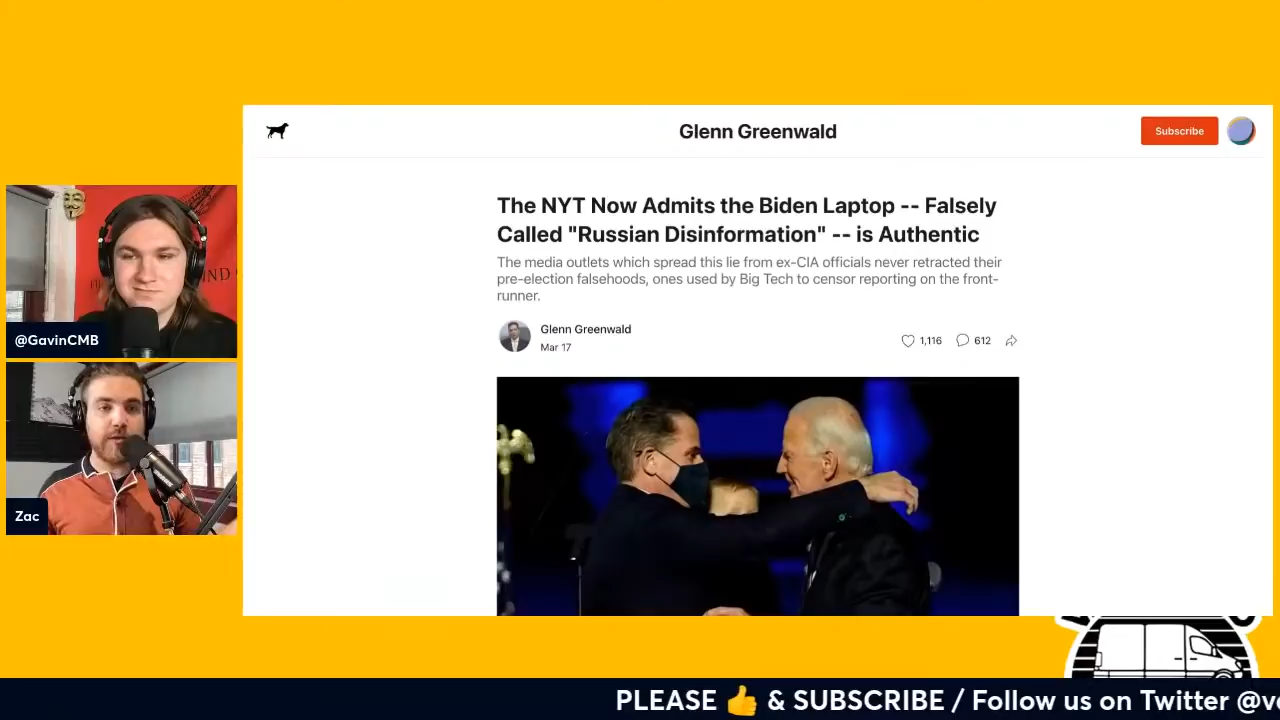 Glenn Greenwald
Subscribe
The NYT Now Admits the Biden Laptop -- Falsely
Called "Russian Disinformation" -- is Authentic
The media outlets which spread this lie from ex-CIA officials never retracted their
pre-election falsehoods, ones used by Big Tech to censor reporting on the front-
runner.
Glenn Greenwald
Mar 17
1,116
612
@GavinCMB
Zac
PLEASE 👍 & SUBSCRIBE / Follow us on Twitter